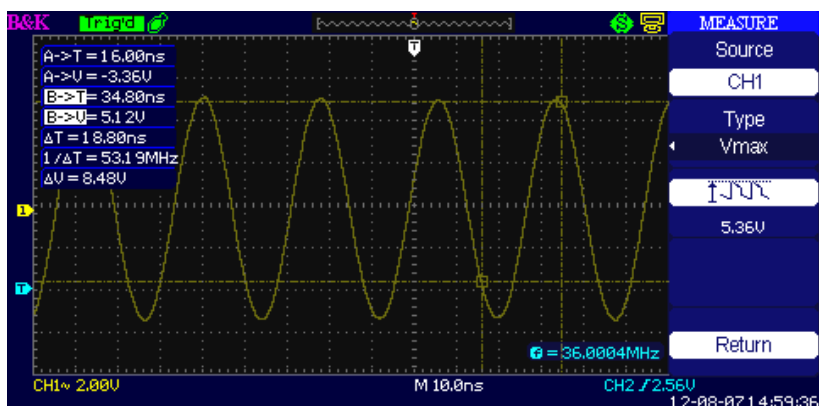 B&K Trig'd S MEASURE
T
A->T=16.00ns
A->V=-3.36V
B->T=34.80ns
B->V=5.12V
ΔT=18.80ns
1/ΔT=53.19MHz
ΔV=8.48V
1
T
f=36.0004MHz
CH1~ 2.00V M 10.0ns CH2 /2.56V
12-08-07 14:59:36
Source
CH1
Type
Vmax
5.36V
Return